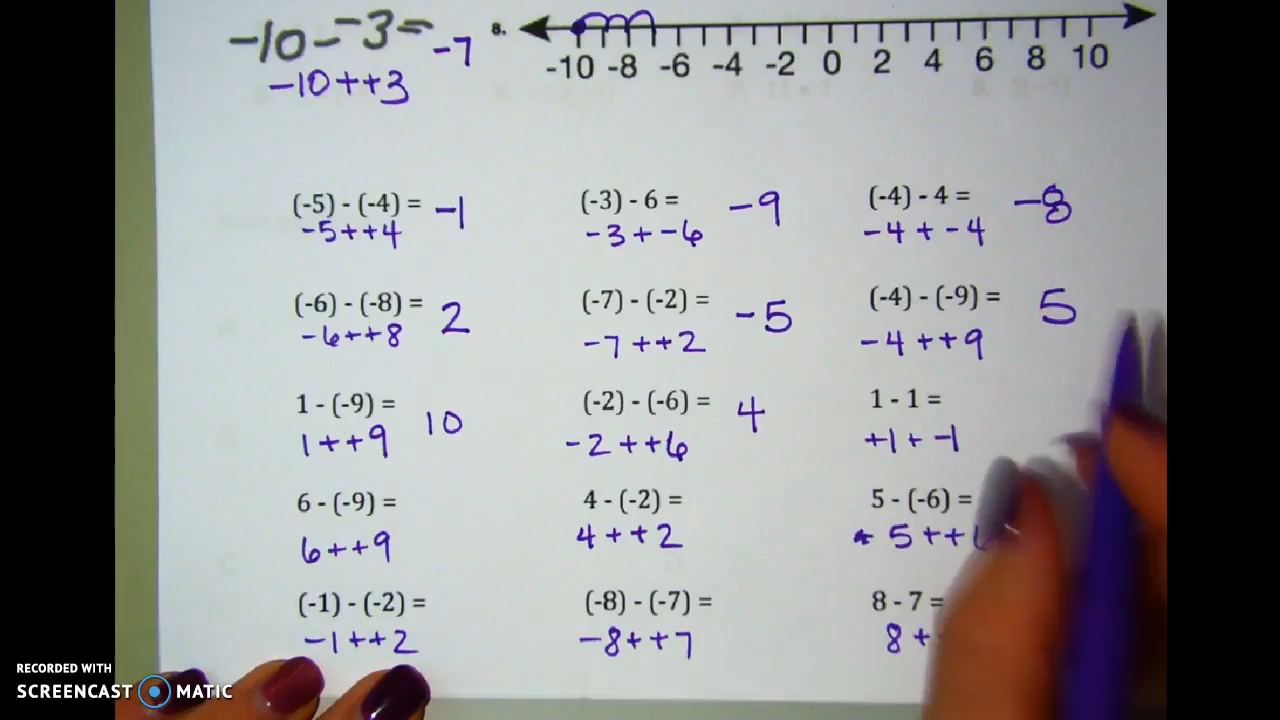 -10 - -3 = -7
-10 + +3
8.
-10 -8 -6 -4 -2 0 2 4 6 8 10
(-5) - (-4) = -1
-5 + +4
(-3) - 6 = -9
-3 + -6
(-4) - 4 = -8
-4 + -4
(-6) - (-8) = 2
-6 + +8
(-7) - (-2) = -5
-7 + +2
(-4) - (-9) = 5
-4 + +9
1 - (-9) = 10
1 + +9
(-2) - (-6) = 4
-2 + +6
1 - 1 =
+1 + -1
6 - (-9) =
6 + +9
4 - (-2) =
4 + +2
5 - (-6) =
5 + +
(-1) - (-2) =
-1 + +2
(-8) - (-7) =
-8 + +7
8 - 7 =
8 +
RECORDED WITH
SCREENCAST MATIC